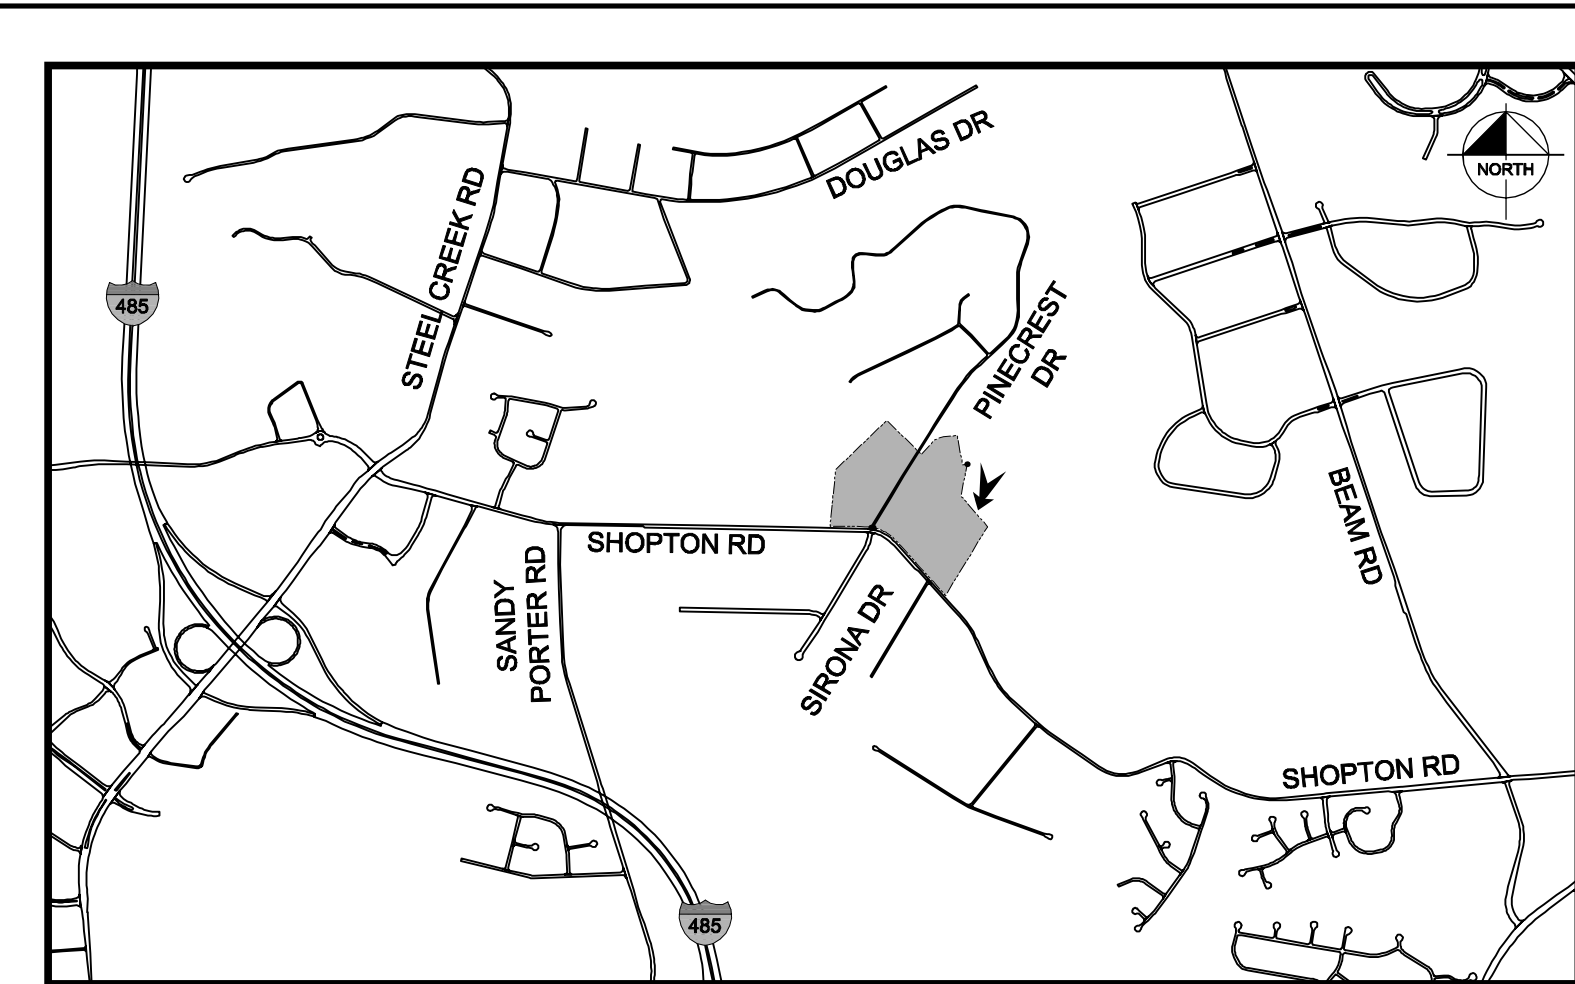 NORTH
DOUGLAS DR
STEEL CREEK RD
485
PINECREST
DR
BEAM RD
SHOPTON RD
SANDY
PORTER RD
SIRONA DR
SHOPTON RD
485